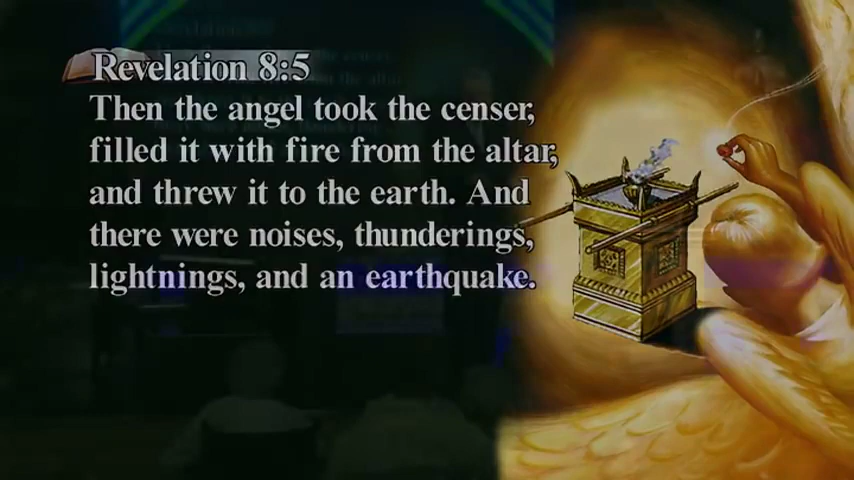 Revelation 8:5
Then the angel took the censer,
filled it with fire from the altar,
and threw it to the earth. And
there were noises, thunderings,
lightnings, and an earthquake.